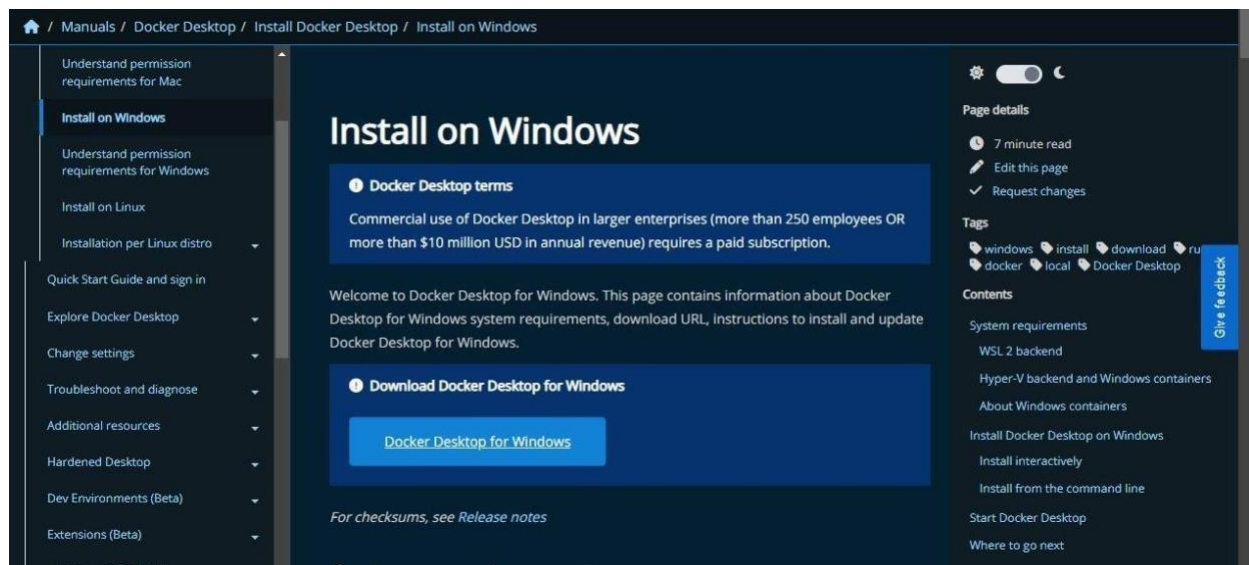 / Manuals / Docker Desktop / Install Docker Desktop / Install on Windows
Understand permission
requirements for Mac
Install on Windows
Understand permission
requirements for Windows
Install on Linux
Installation per Linux distro
Quick Start Guide and sign in
Explore Docker Desktop
Change settings
Troubleshoot and diagnose
Additional resources
Hardened Desktop
Dev Environments (Beta)
Extensions (Beta)
Install on Windows
Docker Desktop terms
Commercial use of Docker Desktop in larger enterprises (more than 250 employees OR
more than $10 million USD in annual revenue) requires a paid subscription.
Welcome to Docker Desktop for Windows. This page contains information about Docker
Desktop for Windows system requirements, download URL, instructions to install and update
Docker Desktop for Windows.
Download Docker Desktop for Windows
Docker Desktop for Windows
For checksums, see Release notes
Page details
7 minute read
Edit this page
Request changes
Tags
windows install download
docker local Docker Desktop
Contents
System requirements
WSL 2 backend
Hyper-V backend and Windows containers
About Windows containers
Install Docker Desktop on Windows
Install interactively
Install from the command line
Start Docker Desktop
Where to go next
Give feedback